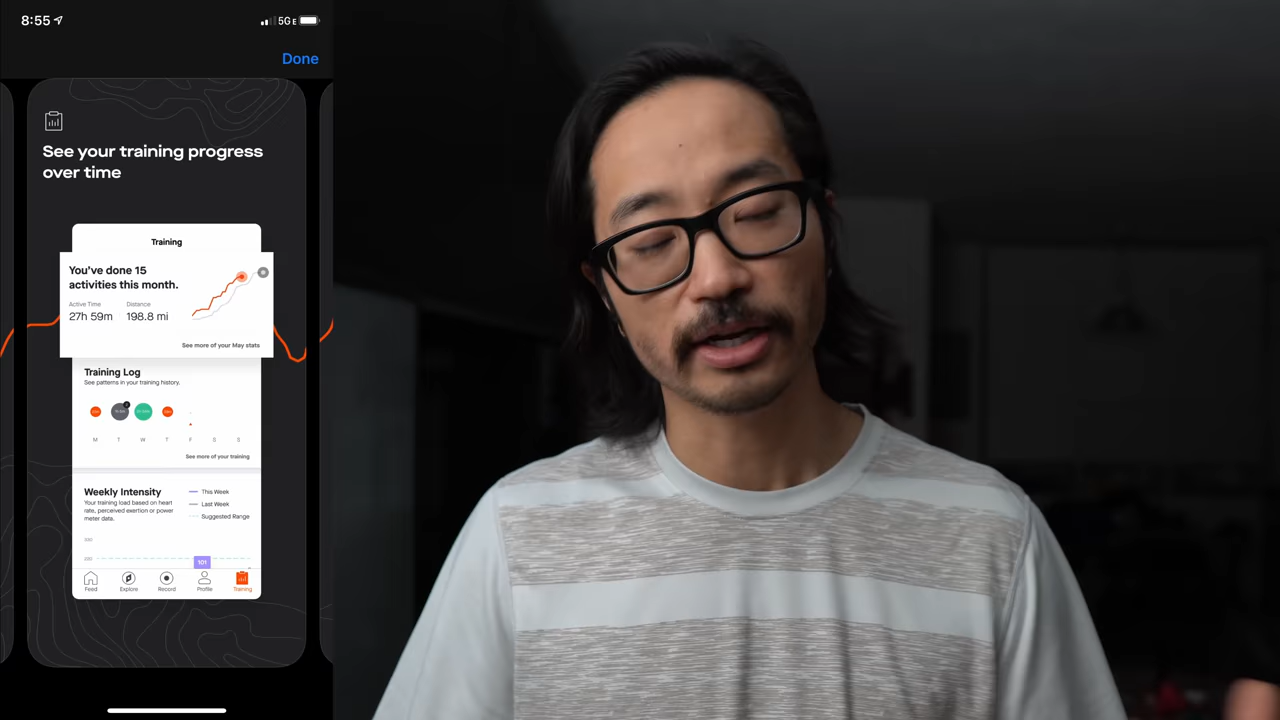 8:55
5GE
Done
See your training progress
over time
Training
You've done 15
activities this month.
Active Time
Distance
27h 59m
198.8 mi
See more of your May stats
Training Log
See patterns in your training history.
M T W T F S S
See more of your training
Weekly Intensity
Your training load based on heart
rate, perceived exertion or power
meter data.
This Week
Last Week
Suggested Range
101
Feed
Explore
Record
Profile
Training